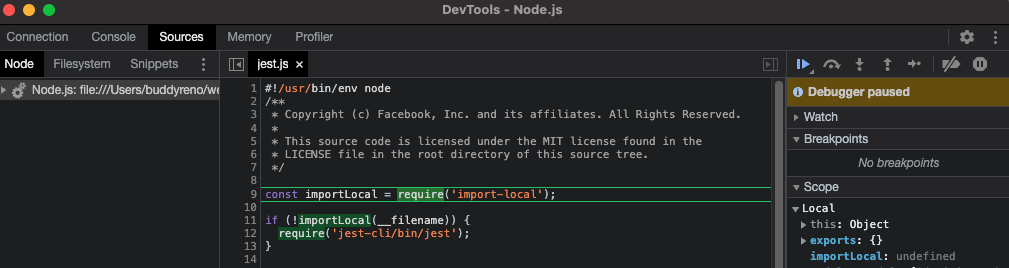 DevTools - Node.js
Connection Console Sources Memory Profiler
Node Filesystem Snippets
jest.js ×
Node.js: file:///Users/buddyreno/we
1 #!/usr/bin/env node
2 /**
3 * Copyright (c) Facebook, Inc. and its affiliates. All Rights Reserved.
4 *
5 * This source code is licensed under the MIT license found in the
6 * LICENSE file in the root directory of this source tree.
7 */
8
9 const importLocal = require('import-local');
10
11 if (!importLocal(__filename)) {
12 require('jest-cli/bin/jest');
13 }
14
Debugger paused
Watch
Breakpoints
No breakpoints
Scope
Local
this: Object
exports: {}
importLocal: undefined